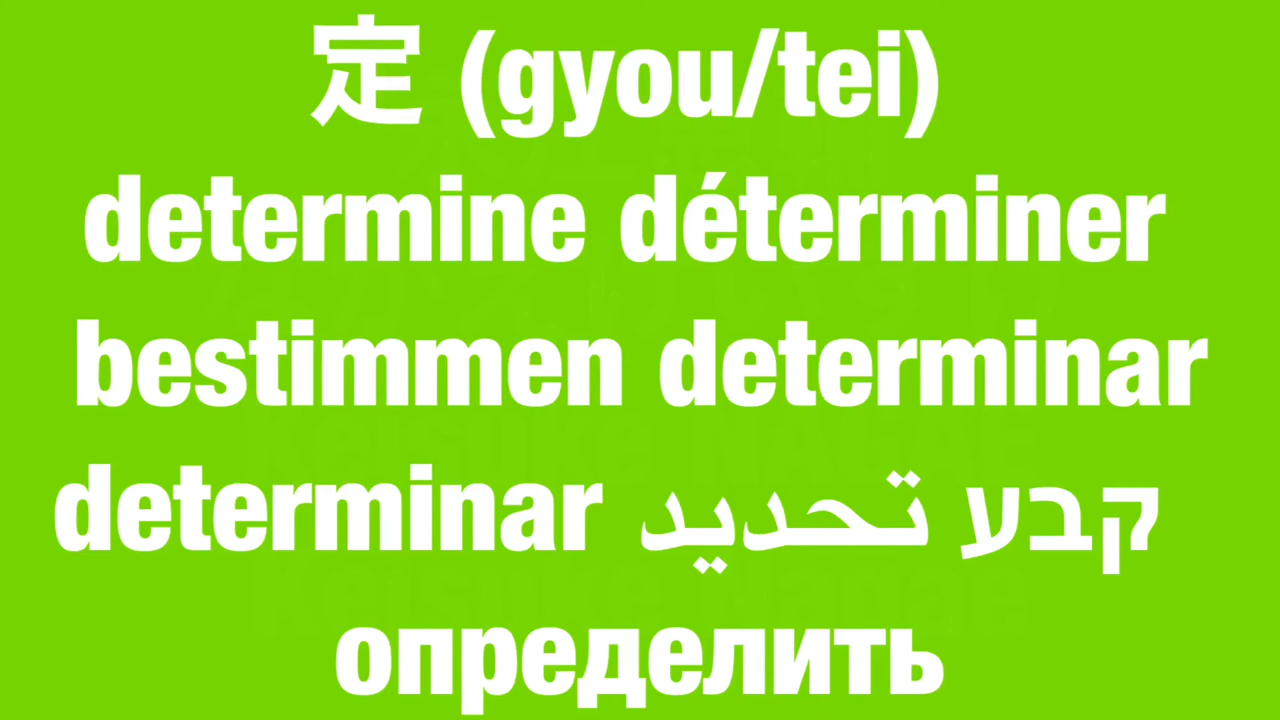 定 (gyou/tei)
determine déterminer
bestimmen determinar
determinar קבע تحديد
определить